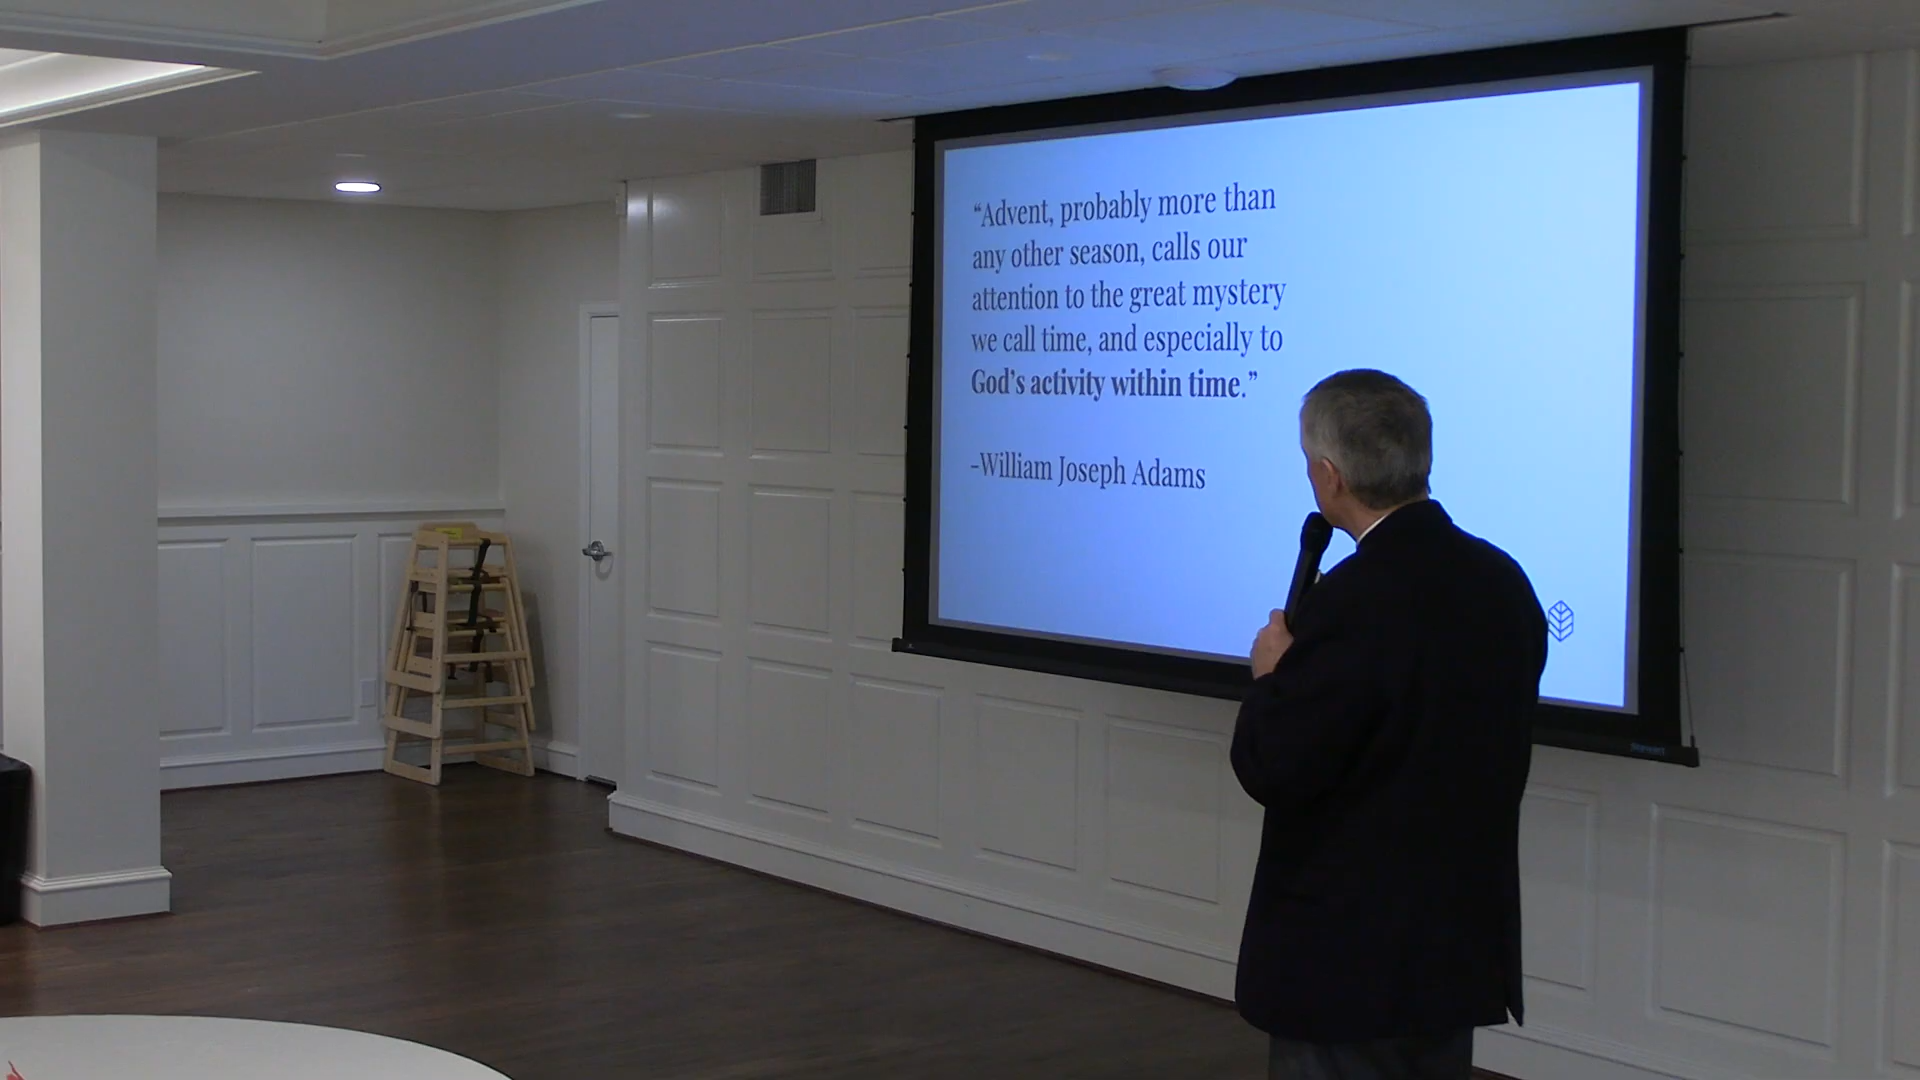 “Advent, probably more than
any other season, calls our
attention to the great mystery
we call time, and especially to
God’s activity within time.”
–William Joseph Adams
Stewart